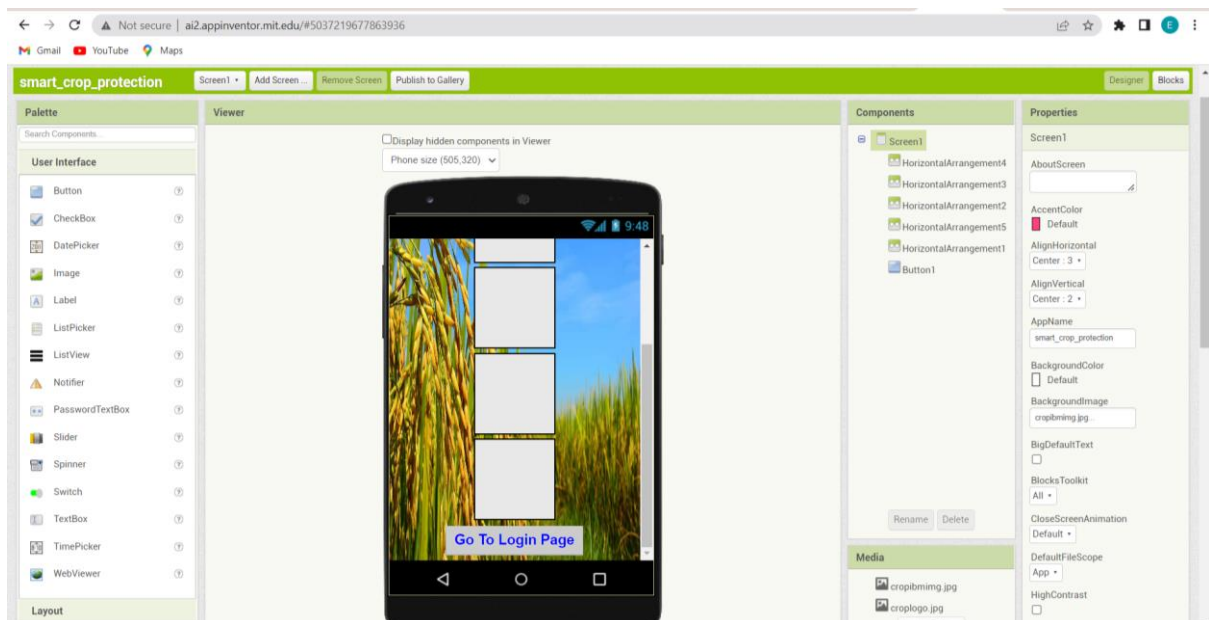 Not secure | ai2.appinventor.mit.edu/#5037219677863936
E
Gmail YouTube Maps
smart_crop_protection Screen1 Add Screen ... Remove Screen Publish to Gallery Designer Blocks
Palette
Search Components...
User Interface
Button
CheckBox
DatePicker
Image
Label
ListPicker
ListView
Notifier
PasswordTextBox
Slider
Spinner
Switch
TextBox
TimePicker
WebViewer
Layout
Viewer
Display hidden components in Viewer
Phone size (505,320)
9:48
Go To Login Page
Components
Screen1
HorizontalArrangement4
HorizontalArrangement3
HorizontalArrangement2
HorizontalArrangement5
HorizontalArrangement1
Button1
Rename Delete
Media
cropibmimg.jpg
croplogo.jpg
Properties
Screen1
AboutScreen
AccentColor
Default
AlignHorizontal
Center : 3
AlignVertical
Center : 2
AppName
smart_crop_protection
BackgroundColor
Default
BackgroundImage
cropibmimg.jpg...
BigDefaultText
BlocksToolkit
All
CloseScreenAnimation
Default
DefaultFileScope
App
HighContrast